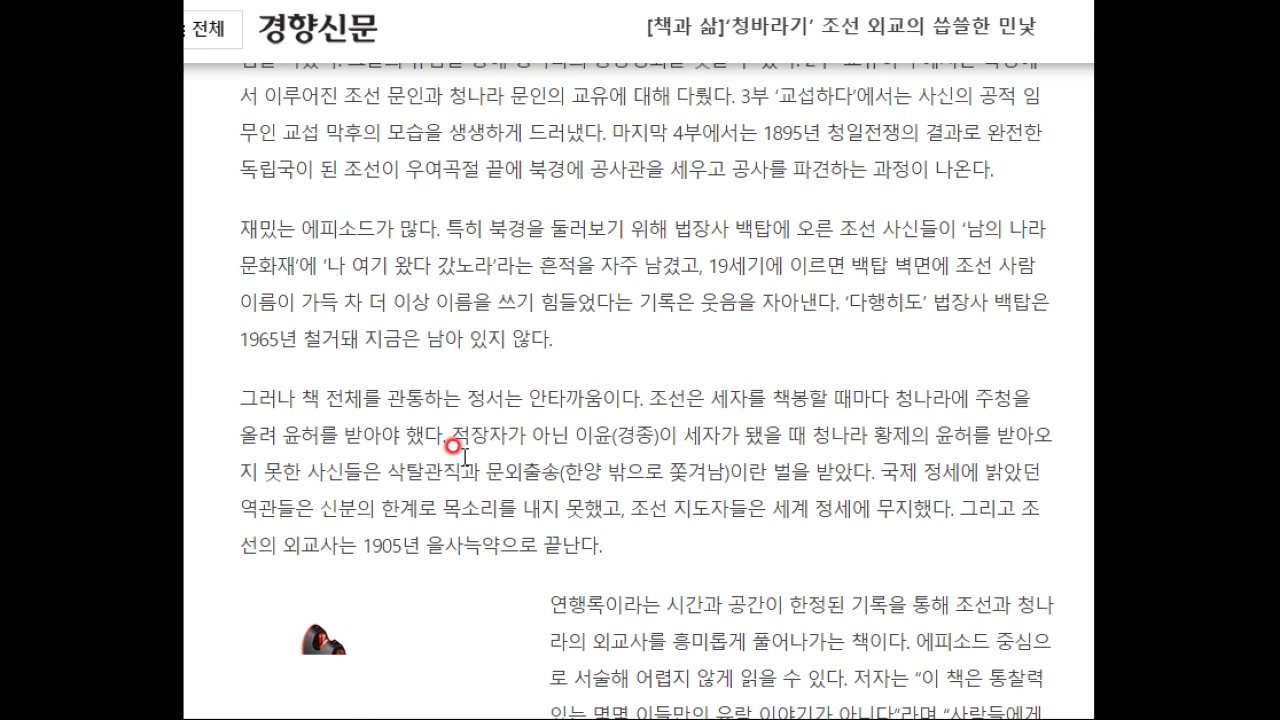 전체
경향신문
[책과 삶]‘청바라기’ 조선 외교의 씁쓸한 민낯
서 이루어진 조선 문인과 청나라 문인의 교유에 대해 다뤘다. 3부 ‘교섭하다’에서는 사신의 공적 임
무인 교섭 막후의 모습을 생생하게 드러냈다. 마지막 4부에서는 1895년 청일전쟁의 결과로 완전한
독립국이 된 조선이 우여곡절 끝에 북경에 공사관을 세우고 공사를 파견하는 과정이 나온다.
재밌는 에피소드가 많다. 특히 북경을 둘러보기 위해 법장사 백탑에 오른 조선 사신들이 ‘남의 나라
문화재’에 ‘나 여기 왔다 갔노라’라는 흔적을 자주 남겼고, 19세기에 이르면 백탑 벽면에 조선 사람
이름이 가득 차 더 이상 이름을 쓰기 힘들었다는 기록은 웃음을 자아낸다. ‘다행히도’ 법장사 백탑은
1965년 철거돼 지금은 남아 있지 않다.
그러나 책 전체를 관통하는 정서는 안타까움이다. 조선은 세자를 책봉할 때마다 청나라에 주청을
올려 윤허를 받아야 했다. 적장자가 아닌 이윤(경종)이 세자가 됐을 때 청나라 황제의 윤허를 받아오
지 못한 사신들은 삭탈관직과 문외출송(한양 밖으로 쫓겨남)이란 벌을 받았다. 국제 정세에 밝았던
역관들은 신분의 한계로 목소리를 내지 못했고, 조선 지도자들은 세계 정세에 무지했다. 그리고 조
선의 외교사는 1905년 을사늑약으로 끝난다.
연행록이라는 시간과 공간이 한정된 기록을 통해 조선과 청나
라의 외교사를 흥미롭게 풀어나가는 책이다. 에피소드 중심으
로 서술해 어렵지 않게 읽을 수 있다. 저자는 “이 책은 통찰력
있는 몇몇 이들만의 유람 이야기가 아니다”라며 “사람들에게